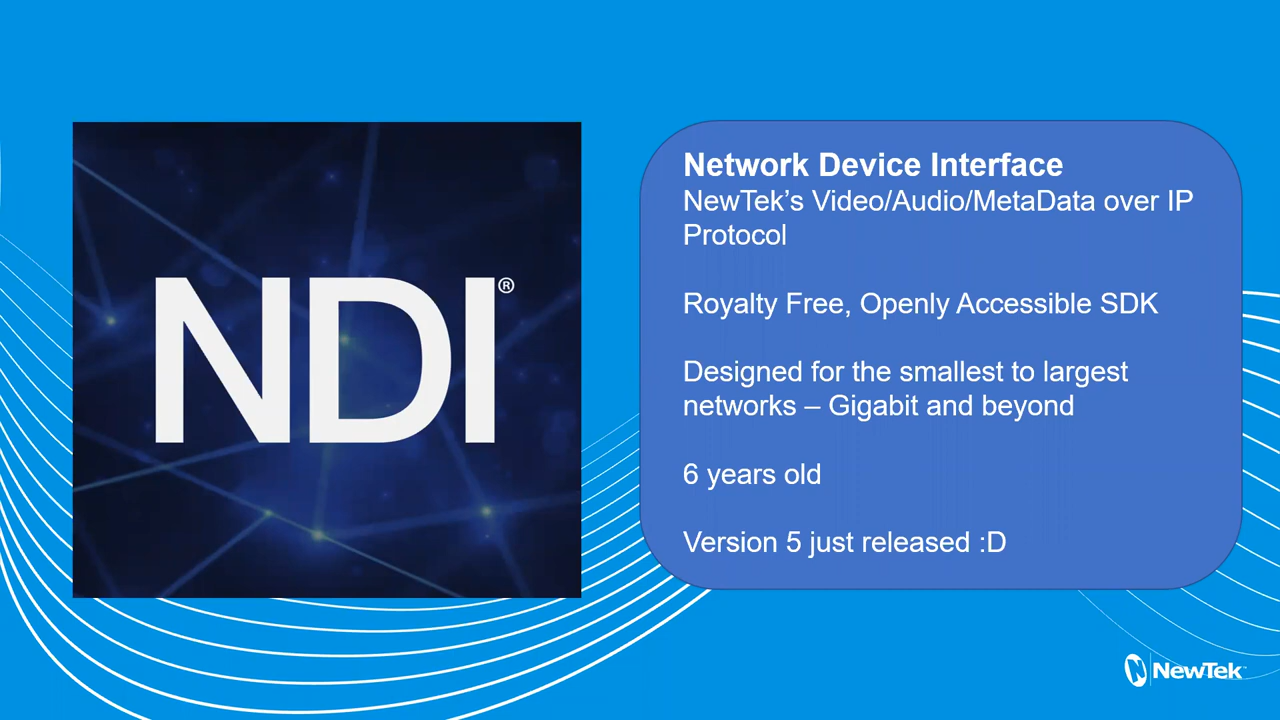 NDI®
Network Device Interface
NewTek’s Video/Audio/MetaData over IP
Protocol
Royalty Free, Openly Accessible SDK
Designed for the smallest to largest
networks – Gigabit and beyond
6 years old
Version 5 just released :D
NewTek